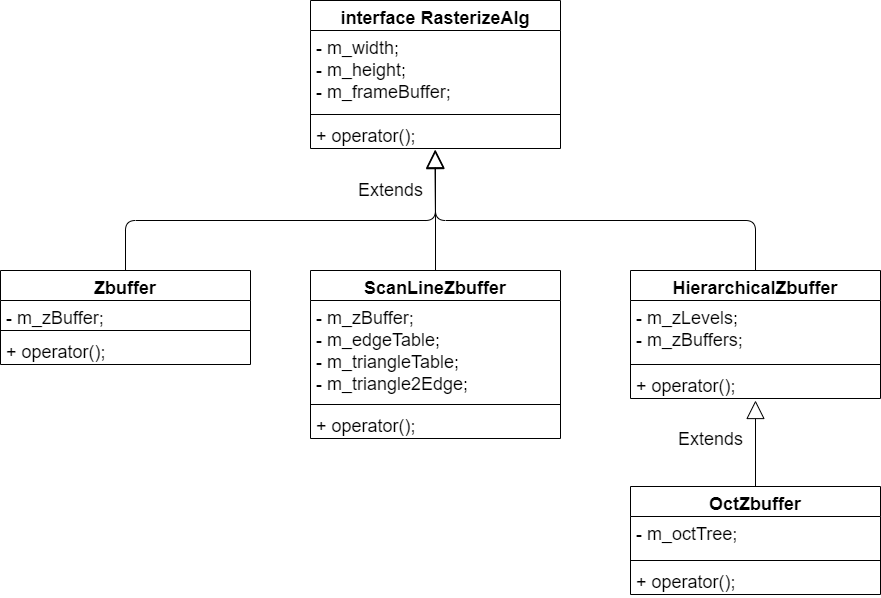 interface RasterizeAlg
- m_width;
- m_height;
- m_frameBuffer;
+ operator();
Extends
Zbuffer
- m_zBuffer;
+ operator();
ScanLineZbuffer
- m_zBuffer;
- m_edgeTable;
- m_triangleTable;
- m_triangle2Edge;
+ operator();
HierarchicalZbuffer
- m_zLevels;
- m_zBuffers;
+ operator();
Extends
OctZbuffer
- m_octTree;
+ operator();